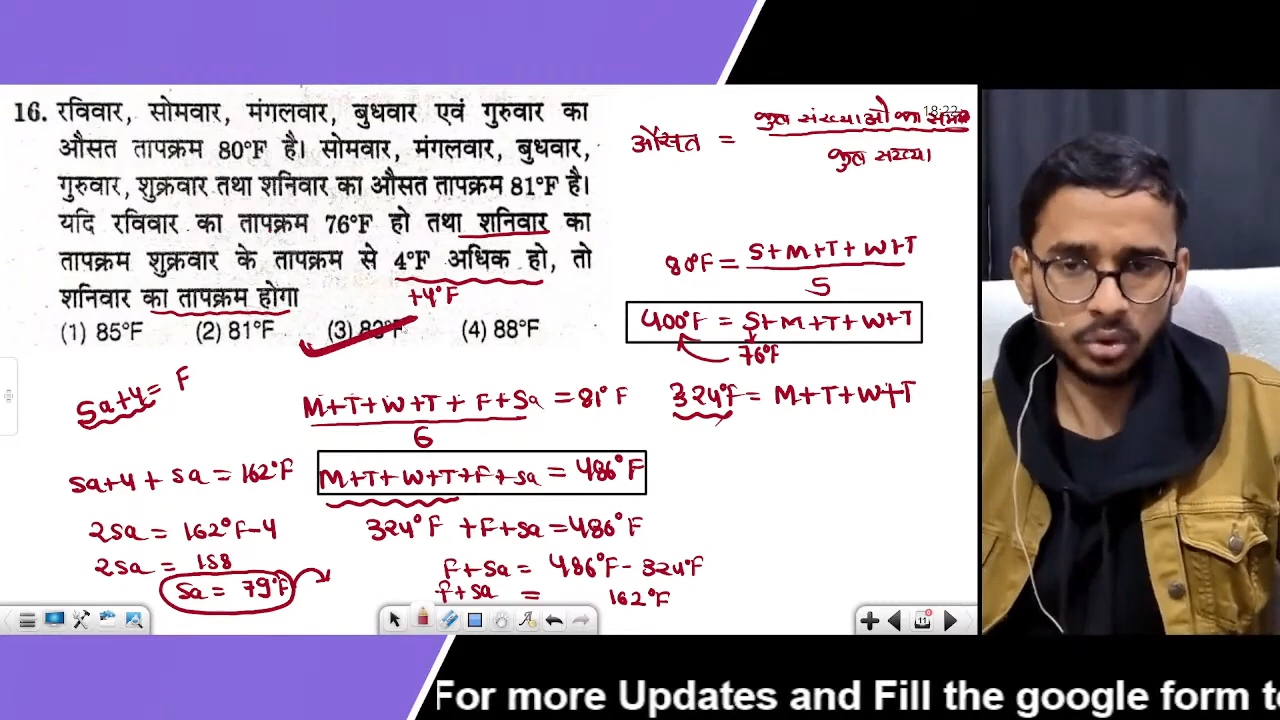 16. रविवार, सोमवार, मंगलवार, बुधवार एवं गुरुवार का
औसत तापक्रम 80°F है। सोमवार, मंगलवार, बुधवार,
गुरुवार, शुक्रवार तथा शनिवार का औसत तापक्रम 81°F है।
यदि रविवार का तापक्रम 76°F हो तथा शनिवार का
तापक्रम शुक्रवार के तापक्रम से 4°F अधिक हो, तो
शनिवार का तापक्रम होगा
+4°F
(1) 85°F (2) 81°F (3) (4) 88°F
18:22
औसत = कुल संख्याओ का
कुल संख्या
80°F = S+M+T+W+T
5
400°F = S+M+T+W+T
76°F
324°F = M+T+W+T
Sa+4 = F
M+T+W+T+F+Sa = 81°F
6
M+T+W+T+F+Sa = 486°F
324°F +F+Sa = 486°F
F+Sa = 486°F - 324°F
F+Sa = 162°F
Sa+4+Sa = 162°F
2Sa = 162°F-4
2Sa = 158
Sa = 79°F
11
For more Updates and Fill the google form t